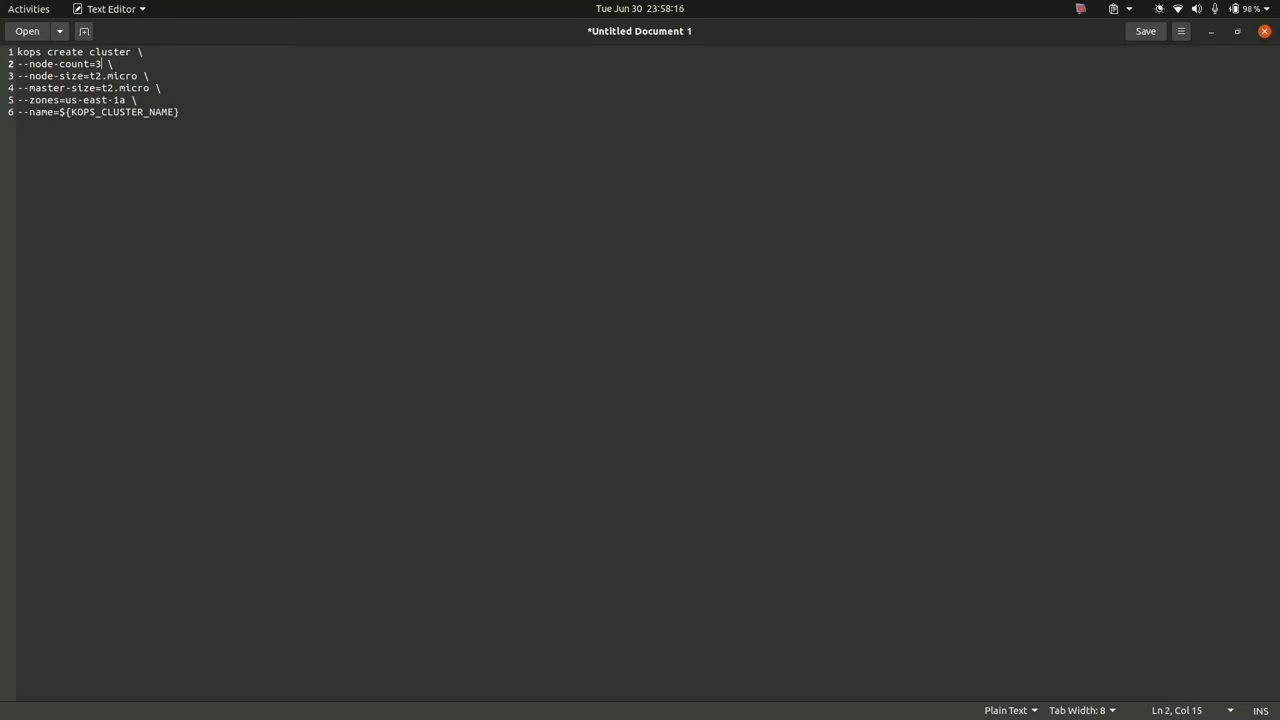 Activities Text Editor Tue Jun 30 23:58:16 98 %
Open *Untitled Document 1 Save
1 kops create cluster \
2 --node-count=3 \
3 --node-size=t2.micro \
4 --master-size=t2.micro \
5 --zones=us-east-1a \
6 --name=${KOPS_CLUSTER_NAME}
Plain Text Tab Width: 8 Ln 2, Col 15 INS